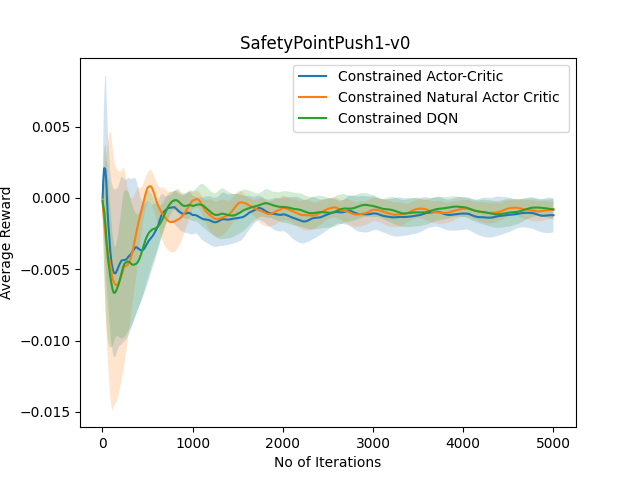 SafetyPointPush1-v0
Constrained Actor-Critic
Constrained Natural Actor Critic
Constrained DQN
Average Reward
0.005
0.000
−0.005
−0.010
−0.015
0 1000 2000 3000 4000 5000
No of Iterations